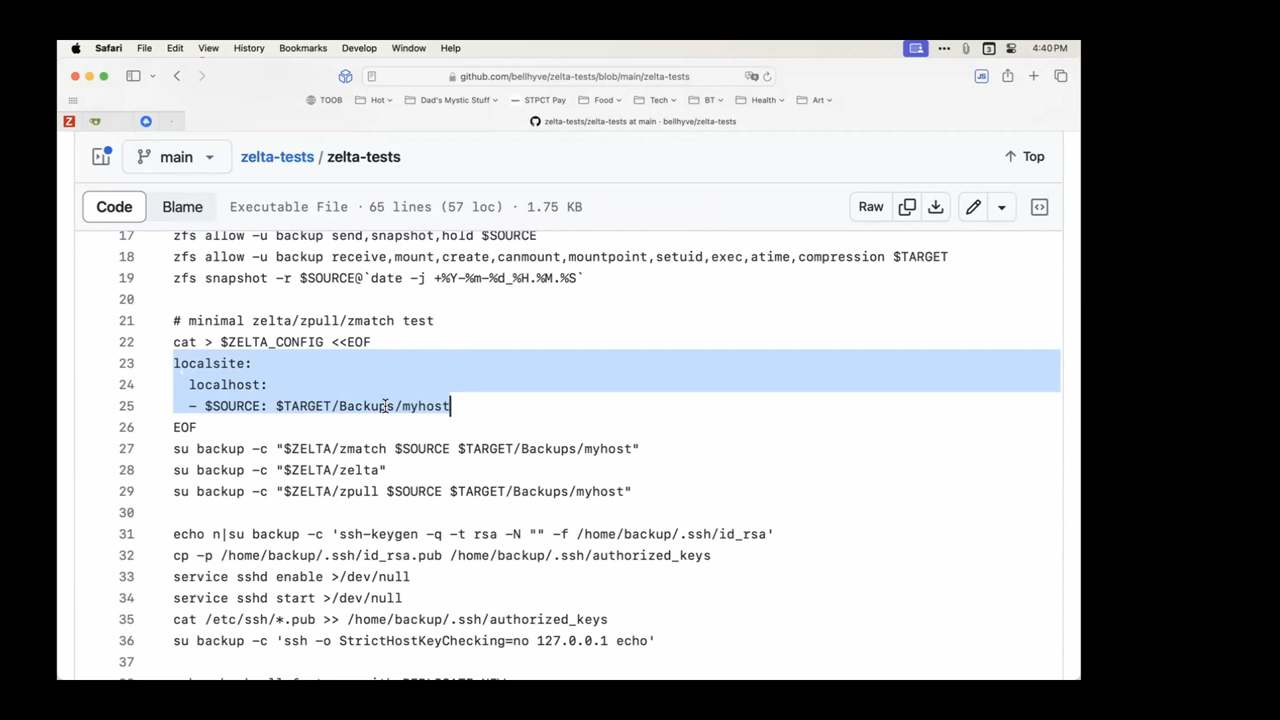 Safari File Edit View History Bookmarks Develop Window Help 3 4:40 PM
github.com/bellhyve/zelta-tests/blob/main/zelta-tests JS
TOOB Hot Dad's Mystic Stuff STPCT Pay Food Tech BT Health Art
Z zelta-tests/zelta-tests at main · bellhyve/zelta-tests
main zelta-tests / zelta-tests Top
Code Blame Executable File · 65 lines (57 loc) · 1.75 KB Raw
17 zfs allow -u backup send,snapshot,hold $SOURCE
18 zfs allow -u backup receive,mount,create,canmount,mountpoint,setuid,exec,atime,compression $TARGET
19 zfs snapshot -r $SOURCE@`date -j +%Y-%m-%d_%H.%M.%S`
20
21 # minimal zelta/zpull/zmatch test
22 cat > $ZELTA_CONFIG <<EOF
23 localsite:
24 localhost:
25 - $SOURCE: $TARGET/Backups/myhost
26 EOF
27 su backup -c "$ZELTA/zmatch $SOURCE $TARGET/Backups/myhost"
28 su backup -c "$ZELTA/zelta"
29 su backup -c "$ZELTA/zpull $SOURCE $TARGET/Backups/myhost"
30
31 echo n|su backup -c 'ssh-keygen -q -t rsa -N "" -f /home/backup/.ssh/id_rsa'
32 cp -p /home/backup/.ssh/id_rsa.pub /home/backup/.ssh/authorized_keys
33 service sshd enable >/dev/null
34 service sshd start >/dev/null
35 cat /etc/ssh/*.pub >> /home/backup/.ssh/authorized_keys
36 su backup -c 'ssh -o StrictHostKeyChecking=no 127.0.0.1 echo'
37